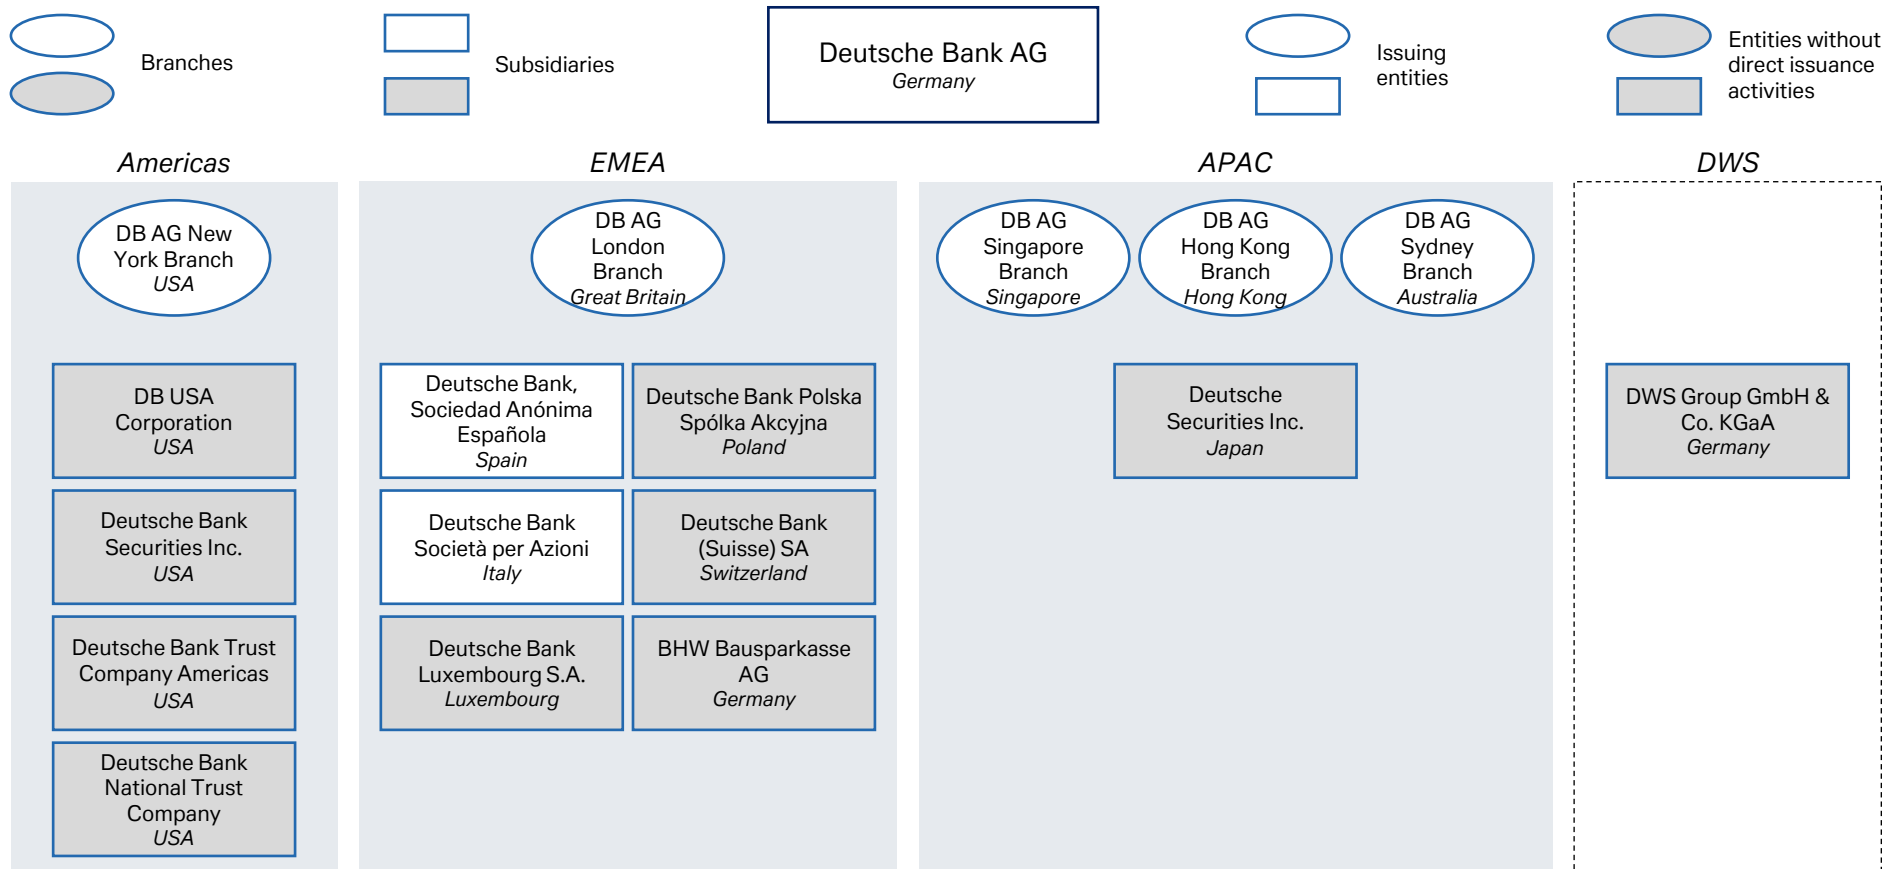 Branches
Subsidiaries
Deutsche Bank AG
Germany
Issuing
entities
Entities without
direct issuance
activities
Americas
DB AG New
York Branch
USA
DB USA
Corporation
USA
Deutsche Bank
Securities Inc.
USA
Deutsche Bank Trust
Company Americas
USA
Deutsche Bank
National Trust
Company
USA
EMEA
DB AG
London
Branch
Great Britain
Deutsche Bank,
Sociedad Anónima
Española
Spain
Deutsche Bank Polska
Spólka Akcyjna
Poland
Deutsche Bank
Società per Azioni
Italy
Deutsche Bank
(Suisse) SA
Switzerland
Deutsche Bank
Luxembourg S.A.
Luxembourg
BHW Bausparkasse
AG
Germany
APAC
DB AG
Singapore
Branch
Singapore
DB AG
Hong Kong
Branch
Hong Kong
DB AG
Sydney
Branch
Australia
Deutsche
Securities Inc.
Japan
DWS
DWS Group GmbH &
Co. KGaA
Germany